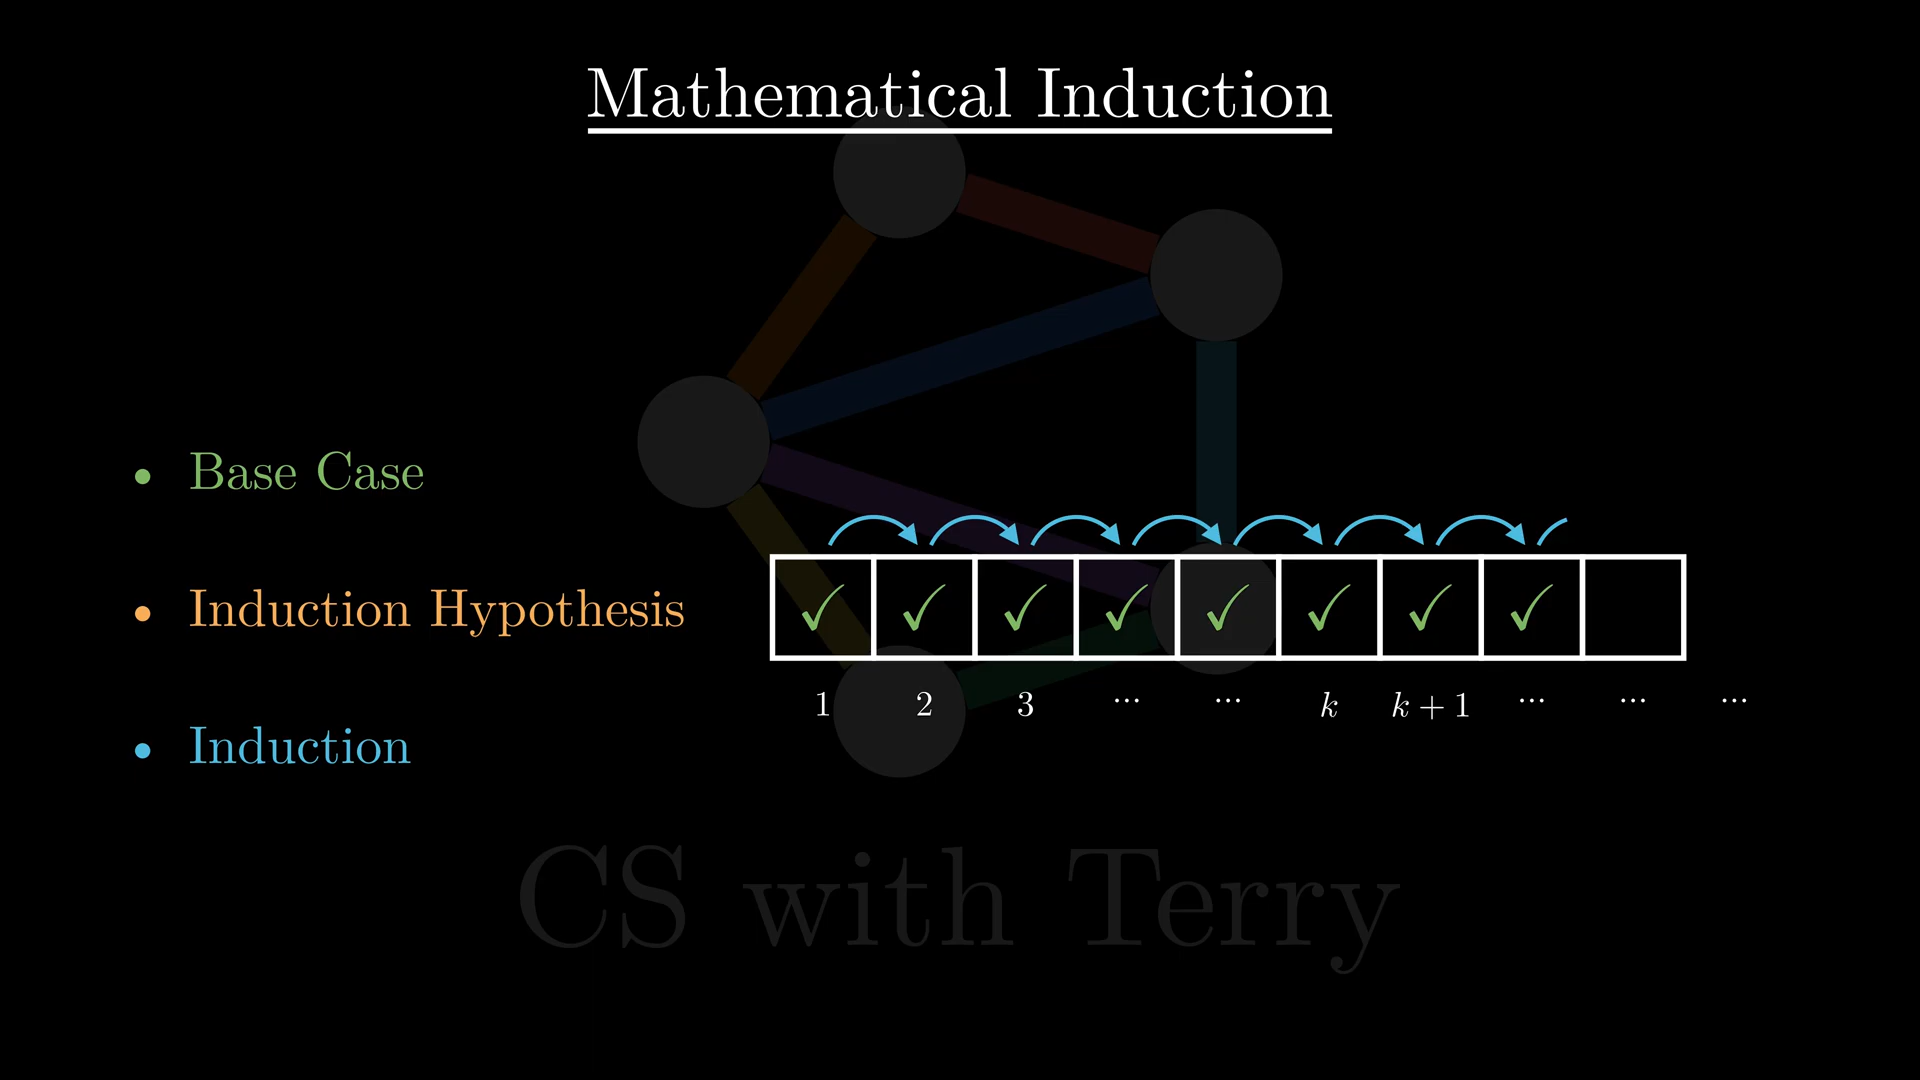 Mathematical Induction
• Base Case
• Induction Hypothesis
• Induction
✓ ✓ ✓ ✓ ✓ ✓ ✓ ✓
1 2 3 ... ... k k + 1 ... ... ...
CS with Terry